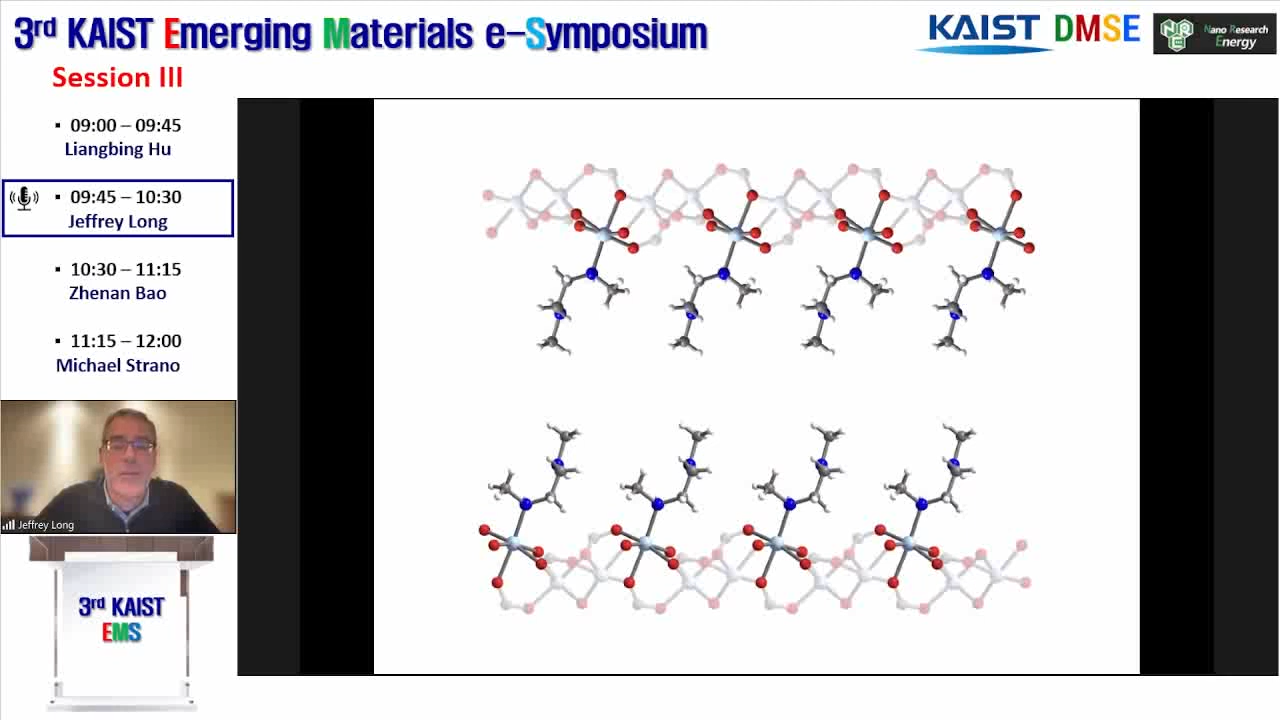 3rd KAIST Emerging Materials e-Symposium
KAIST DMSE
NRE
Nano Research
Energy
Session III
▪ 09:00 – 09:45
Liangbing Hu
▪ 09:45 – 10:30
Jeffrey Long
▪ 10:30 – 11:15
Zhenan Bao
▪ 11:15 – 12:00
Michael Strano
Jeffrey Long
3rd KAIST
EMS